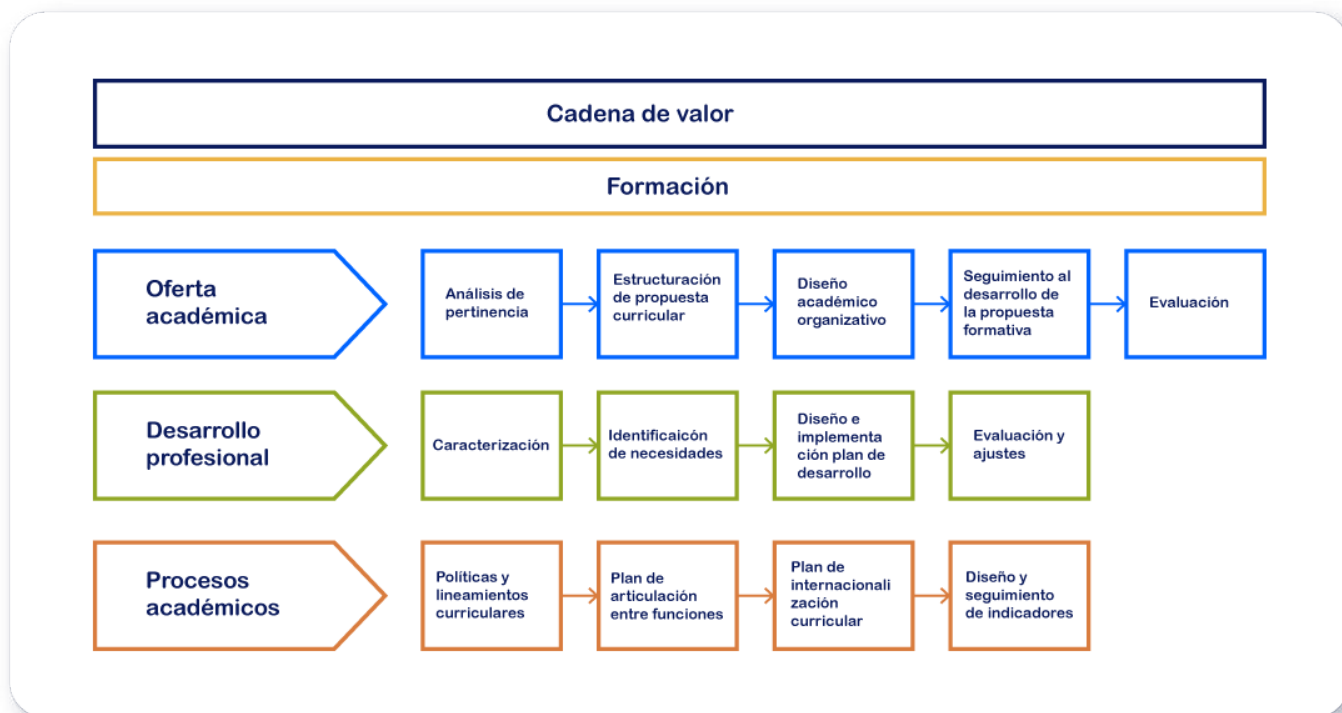 Cadena de valor
Formación
Oferta
académica
Análisis de
pertinencia
Estructuración
de propuesta
curricular
Diseño
académico
organizativo
Seguimiento al
desarrollo de
la propuesta
formativa
Evaluación
Desarrollo
profesional
Caracterización
Identificaicón
de necesidades
Diseño e
implementa
ción plan de
desarrollo
Evaluación y
ajustes
Procesos
académicos
Políticas y
lineamientos
curriculares
Plan de
articulación
entre funciones
Plan de
internacionali
zación
curricular
Diseño y
seguimiento
de indicadores